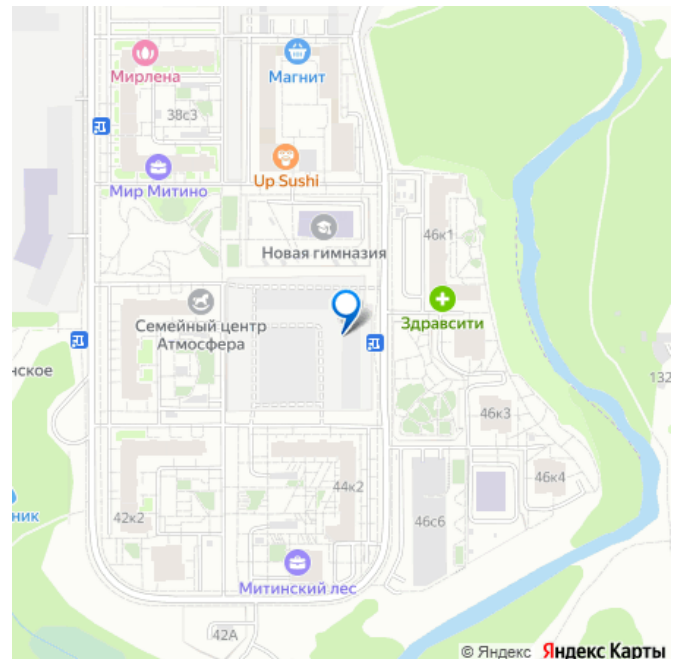 Мирлена
Магнит
38с3
Мир Митино
Up Sushi
46к1
Новая гимназия
Здравсити
Семейный центр
Атмосфера
нское
132
46к3
44к2
46к4
42к2
ник
46с6
Митинский лес
42А
© Яндекс Яндекс Карты